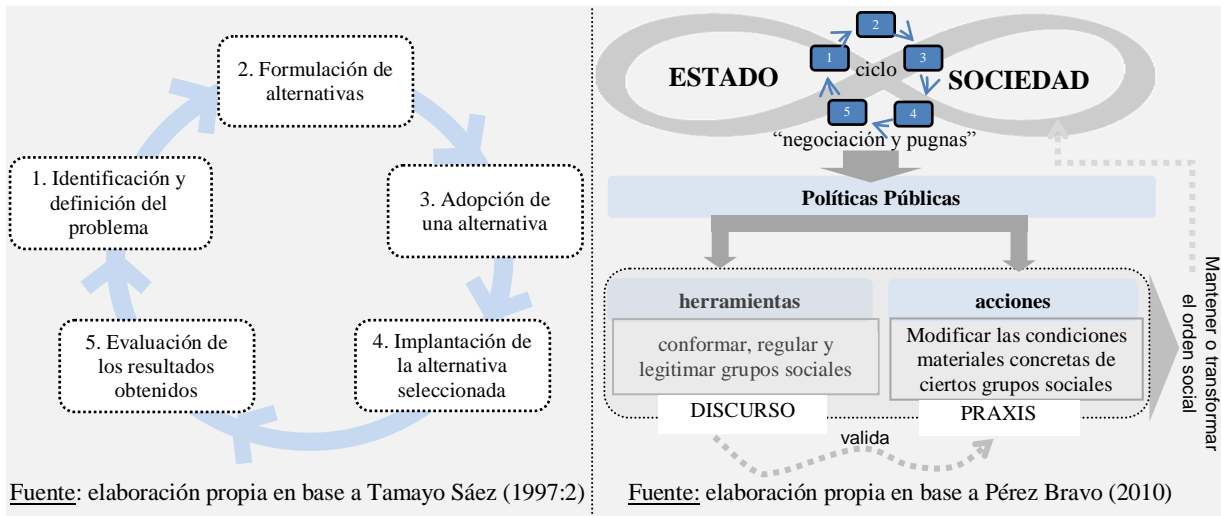 2. Formulación de
alternativas
1. Identificación y
definición del
problema
3. Adopción de
una alternativa
5. Evaluación de
los resultados
obtenidos
4. Implantación de
la alternativa
seleccionada
Fuente: elaboración propia en base a Tamayo Sáez (1997:2)
2
1
3
ESTADO
ciclo
SOCIEDAD
5
4
“negociación y pugnas”
Políticas Públicas
herramientas
conformar, regular y
legitimar grupos sociales
DISCURSO
acciones
Modificar las condiciones
materiales concretas de
ciertos grupos sociales
PRAXIS
valida
Mantener o transformar
el orden social
Fuente: elaboración propia en base a Pérez Bravo (2010)